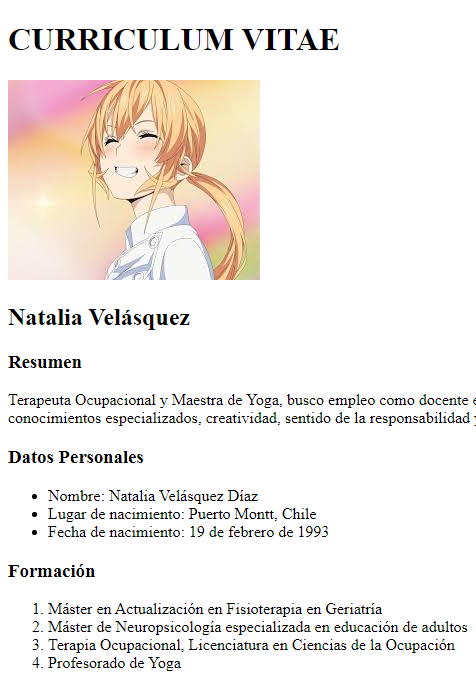 CURRICULUM VITAE
Natalia Velásquez
Resumen
Terapeuta Ocupacional y Maestra de Yoga, busco empleo como docente
conocimientos especializados, creatividad, sentido de la responsabilidad
Datos Personales
• Nombre: Natalia Velásquez Díaz
• Lugar de nacimiento: Puerto Montt, Chile
• Fecha de nacimiento: 19 de febrero de 1993
Formación
1. Máster en Actualización en Fisioterapia en Geriatría
2. Máster de Neuropsicología especializada en educación de adultos
3. Terapia Ocupacional, Licenciatura en Ciencias de la Ocupación
4. Profesorado de Yoga